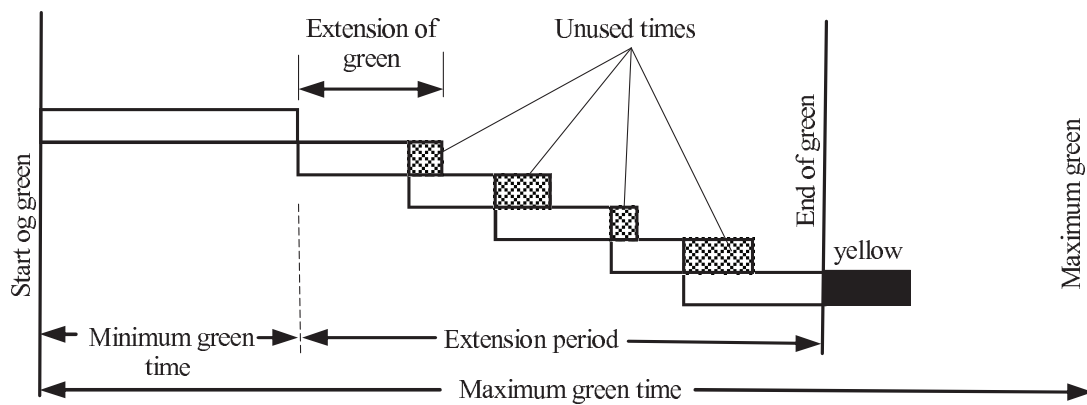 Extension of
green
Unused times
Start og green
End of green
Maximum green
yellow
Minimum green
time
Extension period
Maximum green time